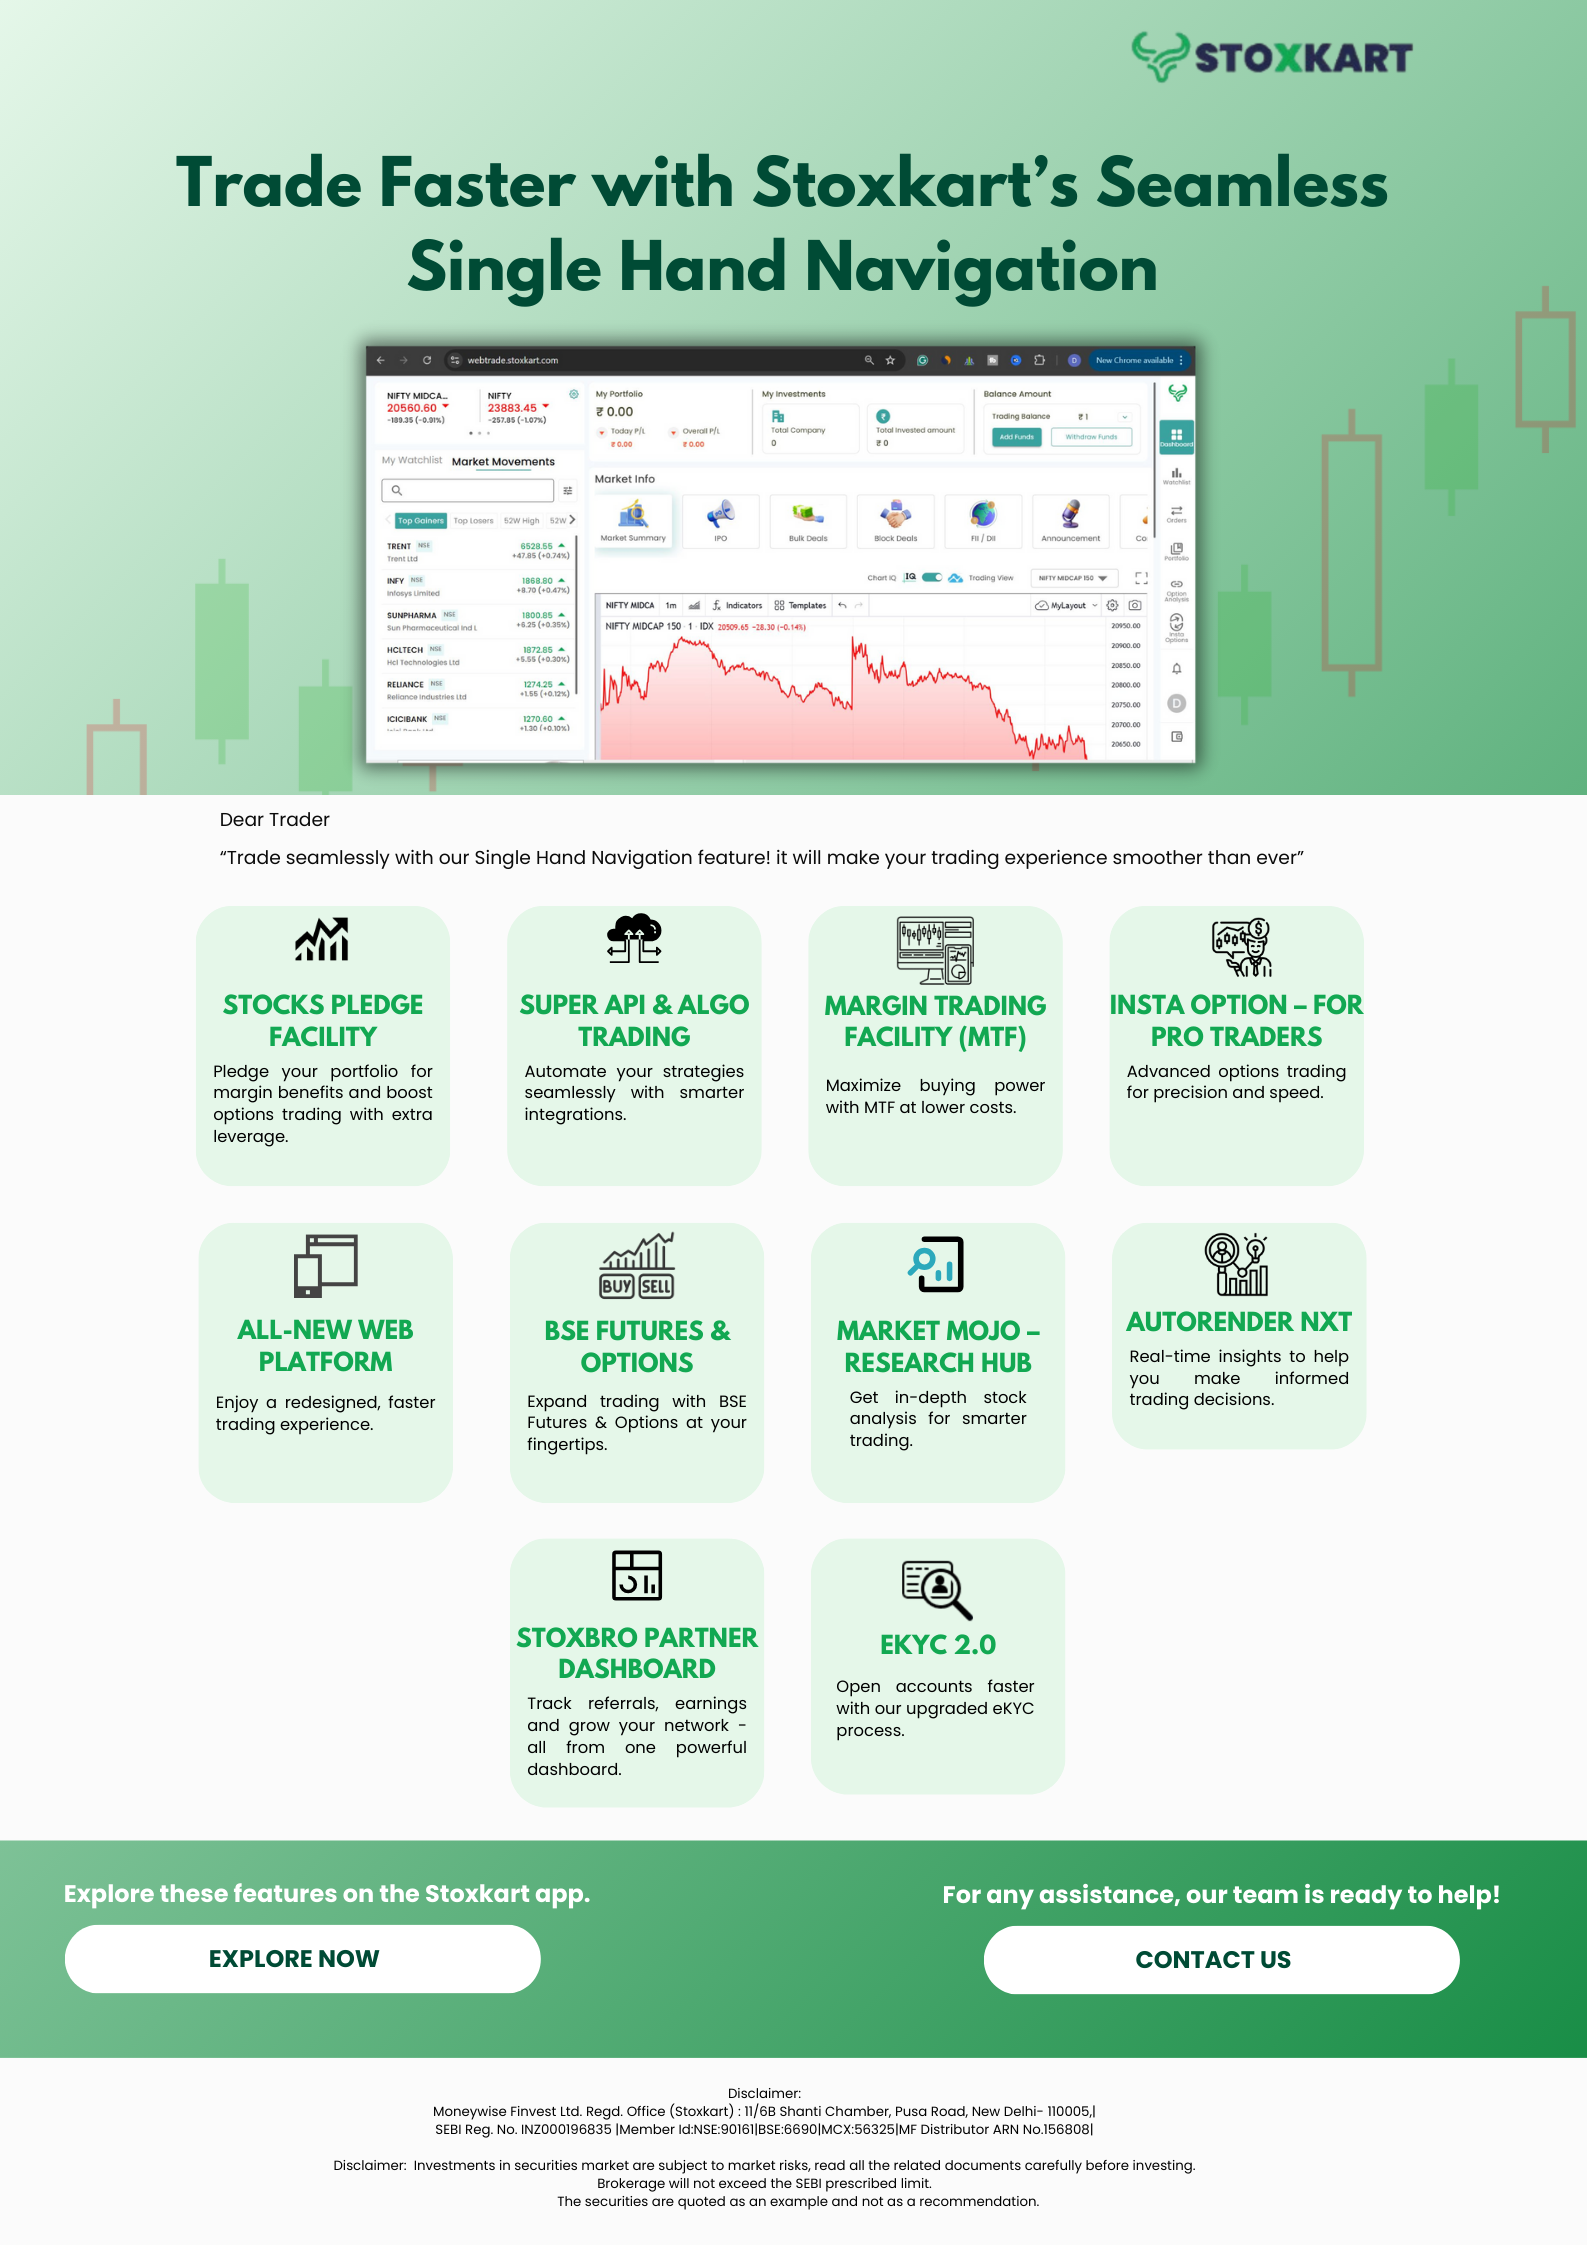 STOXKART
Trade Faster with Stoxkart’s Seamless
Single Hand Navigation
webtrade.stoxkart.com
New Chrome available
NIFTY MIDCA...
20560.60
-189.35 (-0.91%)
NIFTY
23883.45
-257.85 (-1.07%)
My Portfolio
₹ 0.00
Today P/L
₹ 0.00
Overall P/L
₹ 0.00
My Investments
Total Company
0
Total Invested amount
₹ 0
Balance Amount
Trading Balance
₹ 1
Add Funds
Withdraw Funds
My Watchlist
Market Movements
Top Gainers
Top Losers
52W High
52W
TRENT NSE
6528.55
Trent Ltd
+47.85 (+0.74%)
INFY NSE
1868.80
Infosys Limited
+8.70 (+0.47%)
SUNPHARMA NSE
1800.85
Sun Pharmaceutical Ind L
+6.25 (+0.35%)
HCLTECH NSE
1872.85
Hcl Technologies Ltd
+5.55 (+0.30%)
RELIANCE NSE
1274.25
Reliance Industries Ltd
+1.55 (+0.12%)
ICICIBANK NSE
1270.60
+1.30 (+0.10%)
Market Info
Market Summary
IPO
Bulk Deals
Block Deals
FII / DII
Announcement
Co
Chart IQ
IQ
Trading View
NIFTY MIDCAP 150
NIFTY MIDCA
1m
Indicators
Templates
MyLayout
NIFTY MIDCAP 150 · 1 · IDX 20509.65 -28.30 (-0.14%)
20950.00
20900.00
20850.00
20800.00
20750.00
20700.00
20650.00
Dashboard
Watchlist
Orders
Portfolio
Option
Analysis
Insta
Options
D
Dear Trader
“Trade seamlessly with our Single Hand Navigation feature! it will make your trading experience smoother than ever”
STOCKS PLEDGE
FACILITY
Pledge your portfolio for
margin benefits and boost
options trading with extra
leverage.
SUPER API & ALGO
TRADING
Automate your strategies
seamlessly with smarter
integrations.
MARGIN TRADING
FACILITY (MTF)
Maximize buying power
with MTF at lower costs.
INSTA OPTION – FOR
PRO TRADERS
Advanced options trading
for precision and speed.
ALL-NEW WEB
PLATFORM
Enjoy a redesigned, faster
trading experience.
BUY SELL
BSE FUTURES &
OPTIONS
Expand trading with BSE
Futures & Options at your
fingertips.
MARKET MOJO –
RESEARCH HUB
Get in-depth stock
analysis for smarter
trading.
AUTORENDER NXT
Real-time insights to help
you make informed
trading decisions.
STOXBRO PARTNER
DASHBOARD
Track referrals, earnings
and grow your network -
all from one powerful
dashboard.
EKYC 2.0
Open accounts faster
with our upgraded eKYC
process.
Explore these features on the Stoxkart app.
EXPLORE NOW
For any assistance, our team is ready to help!
CONTACT US
Disclaimer:
Moneywise Finvest Ltd. Regd. Office (Stoxkart) : 11/6B Shanti Chamber, Pusa Road, New Delhi- 110005,|
SEBI Reg. No. INZ000196835 |Member Id:NSE:90161|BSE:6690|MCX:56325|MF Distributor ARN No.156808|
Disclaimer: Investments in securities market are subject to market risks, read all the related documents carefully before investing.
Brokerage will not exceed the SEBI prescribed limit.
The securities are quoted as an example and not as a recommendation.